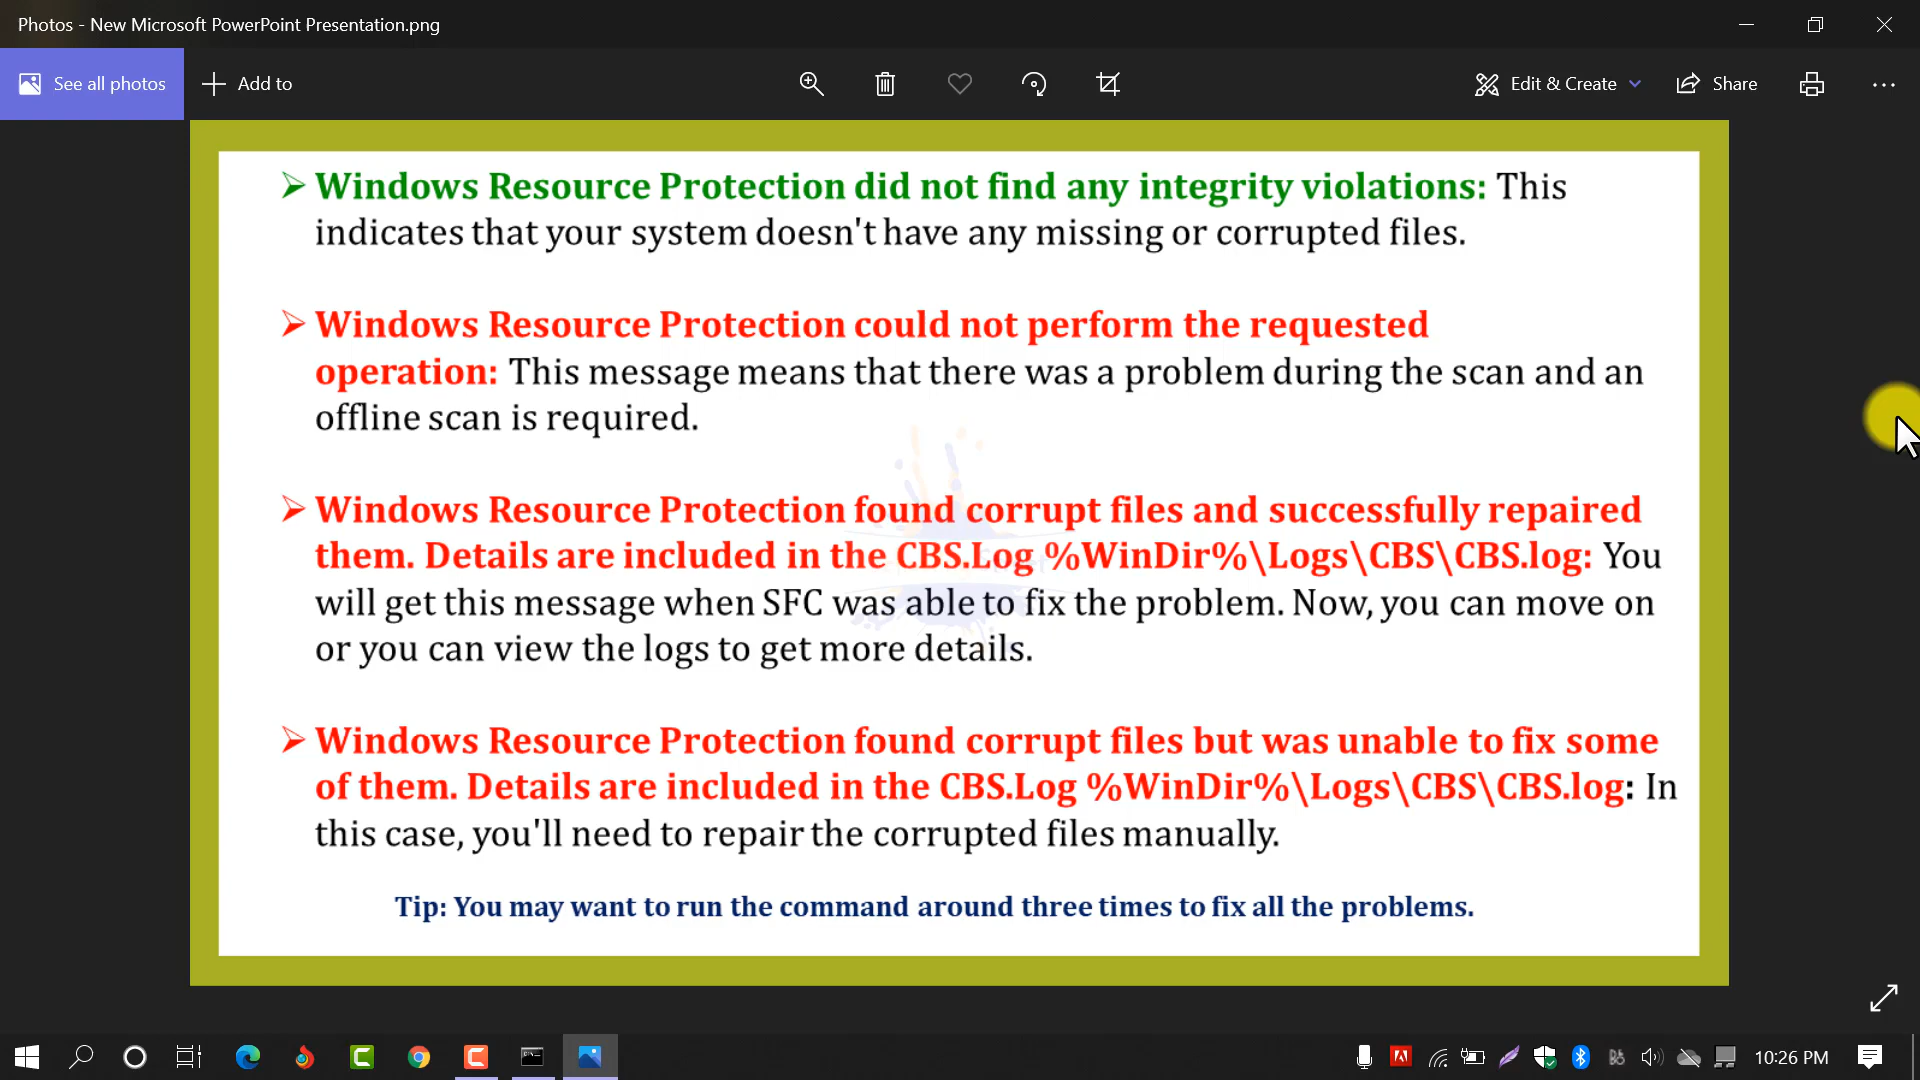 Photos - New Microsoft PowerPoint Presentation.png
See all photos
Add to
Edit & Create
Share
Windows Resource Protection did not find any integrity violations: This
indicates that your system doesn't have any missing or corrupted files.
Windows Resource Protection could not perform the requested
operation: This message means that there was a problem during the scan and an
offline scan is required.
Windows Resource Protection found corrupt files and successfully repaired
them. Details are included in the CBS.Log %WinDir%\Logs\CBS\CBS.log: You
will get this message when SFC was able to fix the problem. Now, you can move on
or you can view the logs to get more details.
Windows Resource Protection found corrupt files but was unable to fix some
of them. Details are included in the CBS.Log %WinDir%\Logs\CBS\CBS.log: In
this case, you'll need to repair the corrupted files manually.
Tip: You may want to run the command around three times to fix all the problems.
10:26 PM